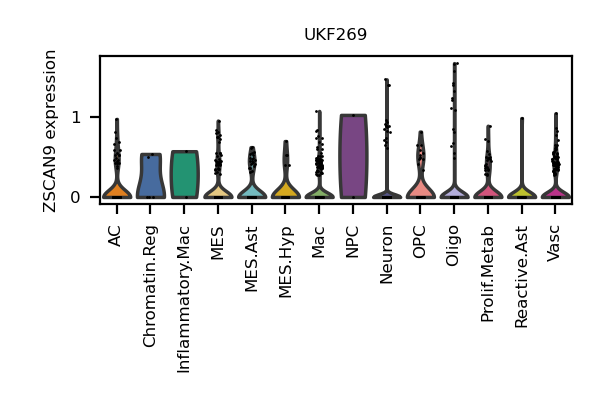 UKF269
ZSCAN9 expression
1
0
AC
Chromatin.Reg
Inflammatory.Mac
MES
MES.Ast
MES.Hyp
Mac
NPC
Neuron
OPC
Oligo
Prolif.Metab
Reactive.Ast
Vasc